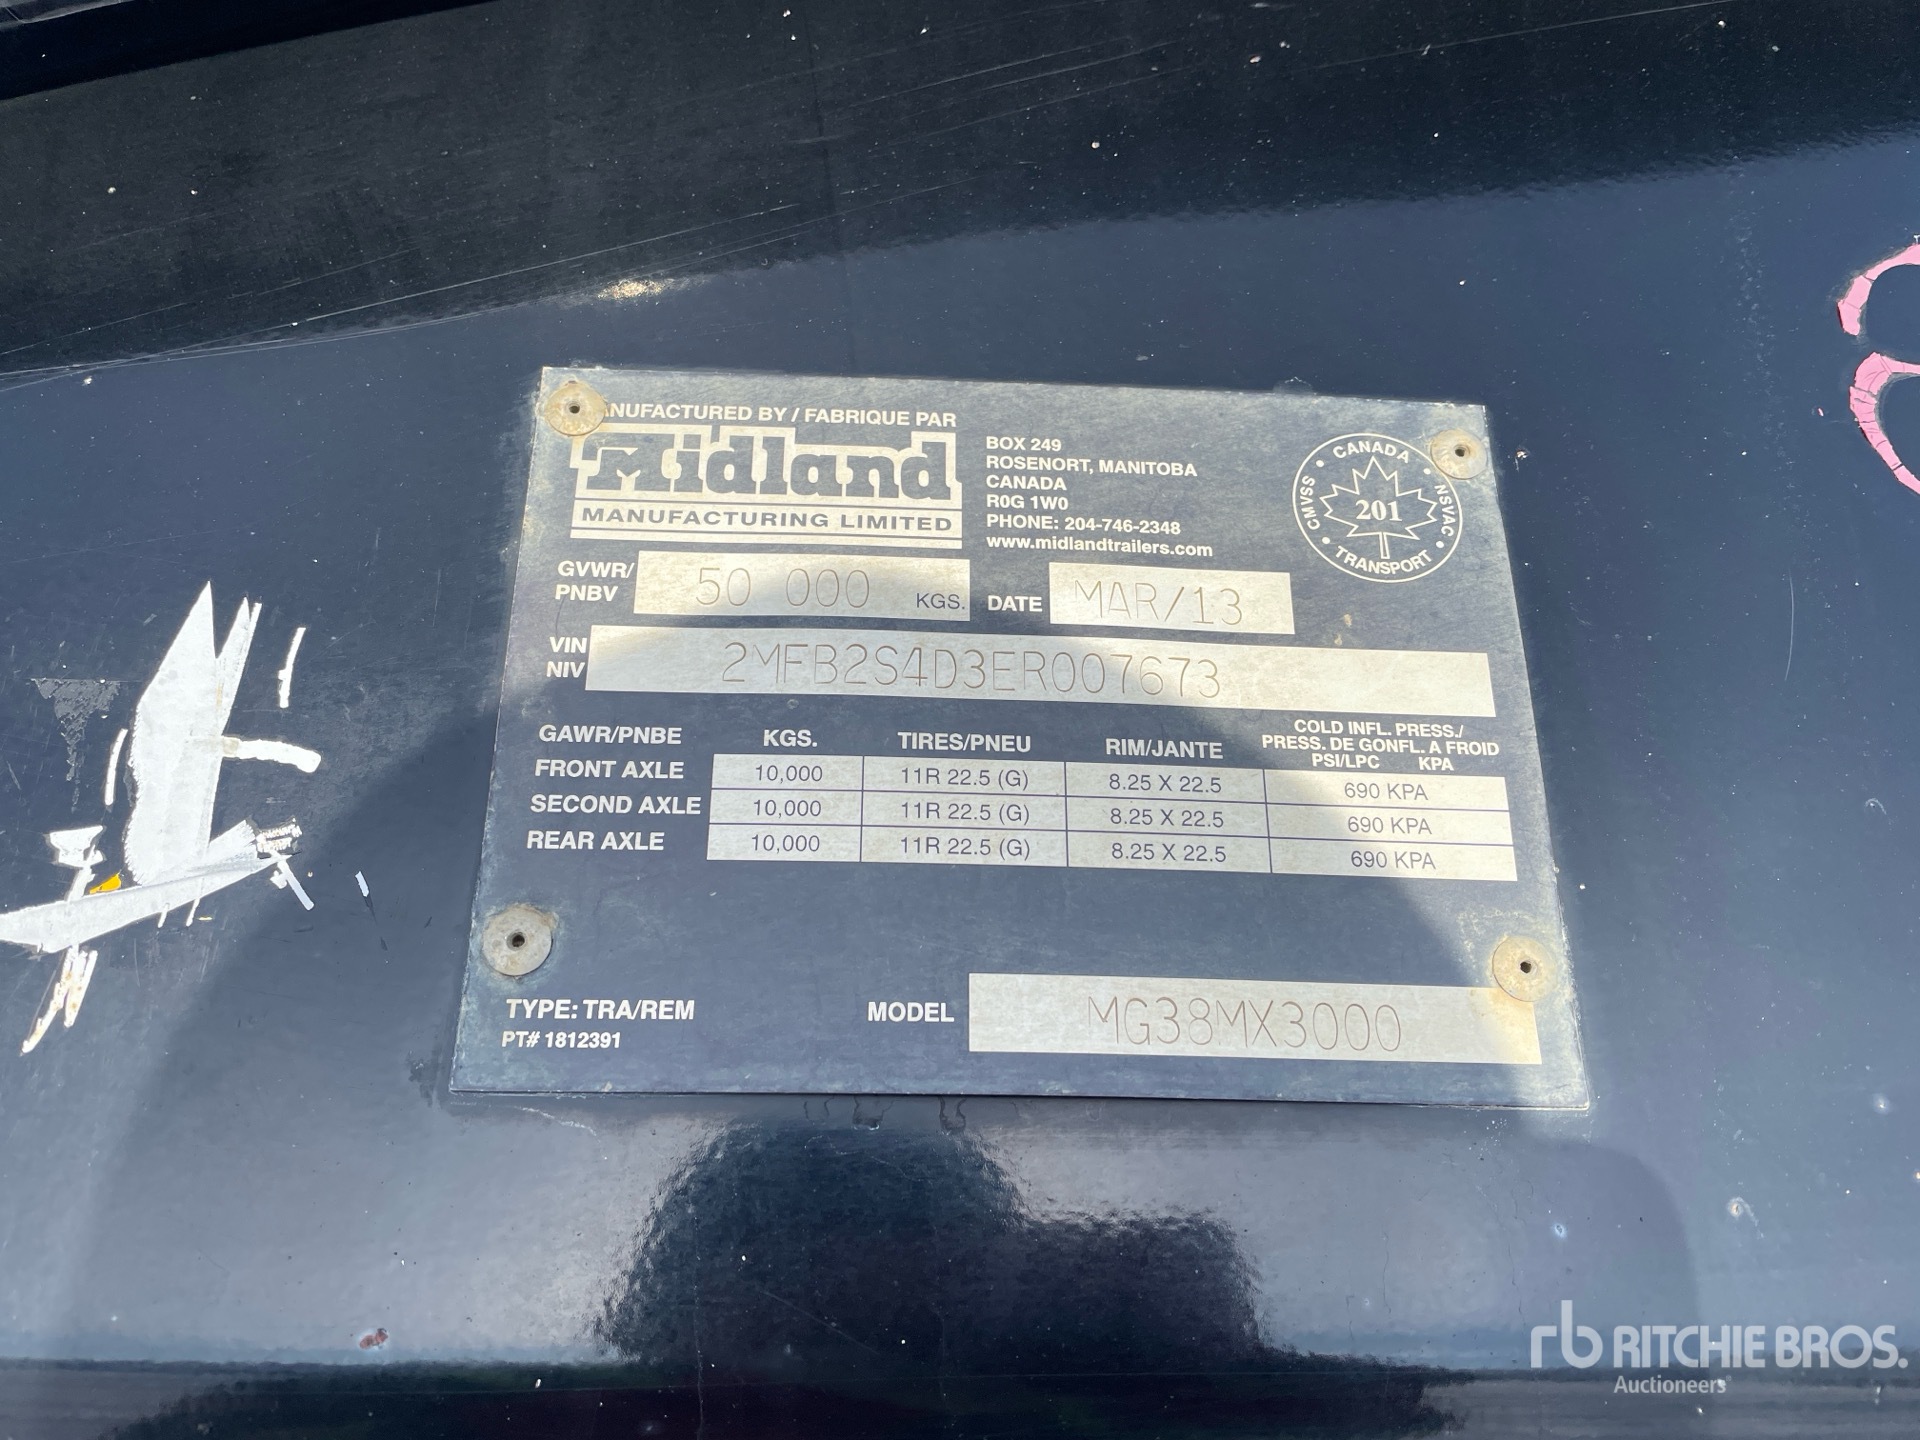 ANUFACTURED BY / FABRIQUE PAR
Midland
MANUFACTURING LIMITED
BOX 249
ROSENORT, MANITOBA
CANADA
R0G 1W0
PHONE: 204-746-2348
www.midlandtrailers.com
CANADA
CMVSS 201 NSVAC
TRANSPORT
GVWR/ PNBV 50 000 KGS. DATE MAR/13
VIN NIV 2MFB2S4D3ER007673
GAWR/PNBE KGS. TIRES/PNEU RIM/JANTE COLD INFL. PRESS./ PRESS. DE GONFL. A FROID PSI/LPC KPA
FRONT AXLE 10,000 11R 22.5 (G) 8.25 X 22.5 690 KPA
SECOND AXLE 10,000 11R 22.5 (G) 8.25 X 22.5 690 KPA
REAR AXLE 10,000 11R 22.5 (G) 8.25 X 22.5 690 KPA
TYPE: TRA/REM MODEL MG38MX3000
PT# 1812391
rb RITCHIE BROS.
Auctioneers